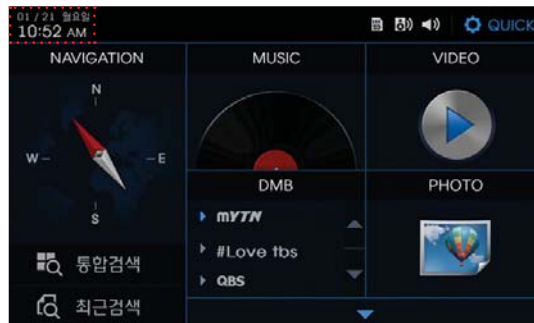 01 / 21 월요일
10:52 AM
QUICK
NAVIGATION
MUSIC
VIDEO
N
W
E
S
DMB
PHOTO
mYTN
#Love tbs
QBS
통합검색
최근검색